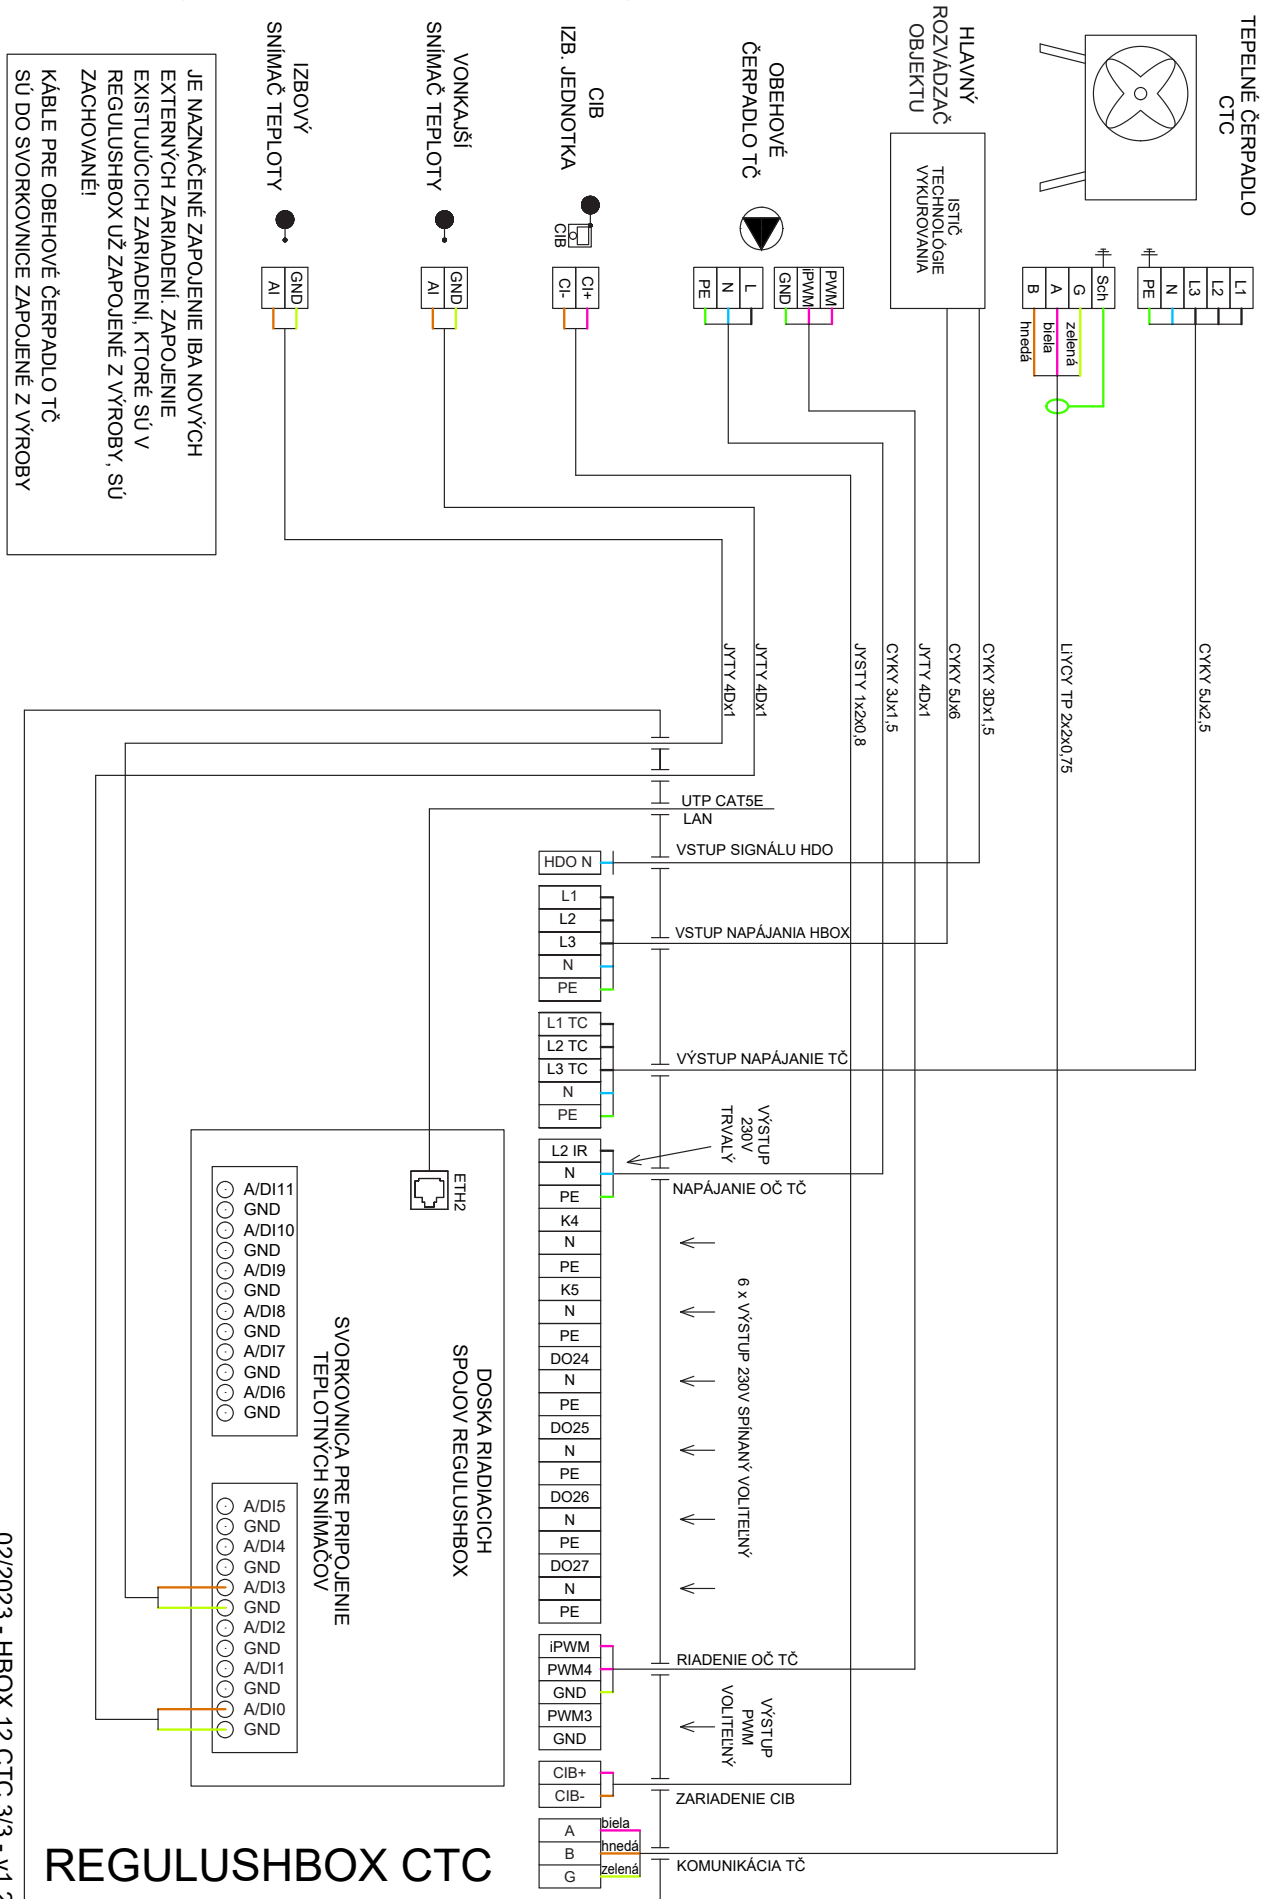 TEPELNÉ ČERPADLO
CTC
L1
L2
L3
N
PE
Sch
G
A
B
zelená
biela
hnedá
HLAVNÝ
ROZVÁDZAČ
OBJEKTU
ISTIČ
TECHNOLÓGIE
VYKUROVANIA
OBEHOVÉ
ČERPADLO TČ
PWM
iPWM
GND
L
N
PE
CIB
IZB. JEDNOTKA
CIB
CI+
CI-
VONKAJŠÍ
SNÍMAČ TEPLOTY
GND
AI
IZBOVÝ
SNÍMAČ TEPLOTY
GND
AI
JE NAZNAČENÉ ZAPOJENIE IBA NOVÝCH
EXTERNÝCH ZARIADENÍ. ZAPOJENIE
EXISTUJÚCICH ZARIADENÍ, KTORÉ SÚ V
REGULUSHBOX UŽ ZAPOJENÉ Z VÝROBY, SÚ
ZACHOVANÉ!
KÁBLE PRE OBEHOVÉ ČERPADLO TČ
SÚ DO SVORKOVNICE ZAPOJENÉ Z VÝROBY
CYKY 5Jx2,5
LiYCY TP 2x2x0,75
CYKY 3Dx1,5
CYKY 5Jx6
JYTY 4Dx1
CYKY 3Jx1,5
JYSTY 1x2x0,8
JYTY 4Dx1
JYTY 4Dx1
UTP CAT5E
LAN
VSTUP SIGNÁLU HDO
HDO N
L1
L2
L3
N
PE
VSTUP NAPÁJANIA HBOX
L1 TC
L2 TC
L3 TC
N
PE
VÝSTUP NAPÁJANIE TČ
VÝSTUP
230V
TRVALÝ
L2 IR
N
PE
NAPÁJANIE OČ TČ
K4
N
PE
K5
N
PE
DO24
N
PE
DO25
N
PE
DO26
N
PE
DO27
N
PE
6 x VÝSTUP 230V SPÍNANÝ VOLITEĽNÝ
iPWM
PWM4
GND
PWM3
GND
RIADENIE OČ TČ
VÝSTUP
PWM
VOLITEĽNÝ
CIB+
CIB-
ZARIADENIE CIB
A
B
G
biela
hnedá
zelená
KOMUNIKÁCIA TČ
ETH2
DOSKA RIADIACICH
SPOJOV REGULUSHBOX
SVORKOVNICA PRE PRIPOJENIE
TEPLOTNÝCH SNÍMAČOV
A/DI11
GND
A/DI10
GND
A/DI9
GND
A/DI8
GND
A/DI7
GND
A/DI6
GND
A/DI5
GND
A/DI4
GND
A/DI3
GND
A/DI2
GND
A/DI1
GND
A/DI0
GND
REGULUSHBOX CTC
02/2023 - HBOX 12 CTC 3/3 -